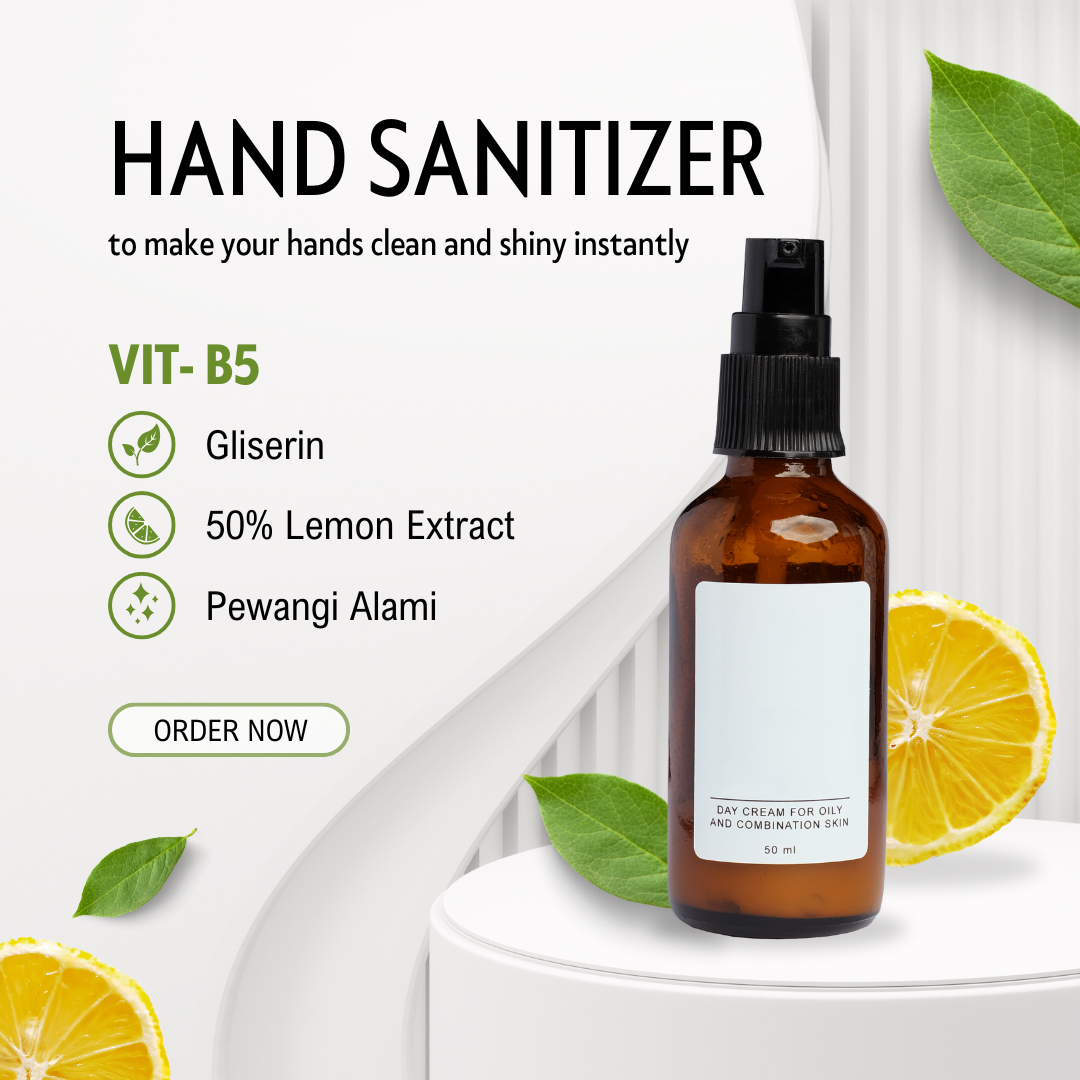 HAND SANITIZER
to make your hands clean and shiny instantly
VIT- B5
Gliserin
50% Lemon Extract
Pewangi Alami
ORDER NOW
DAY CREAM FOR OILY
AND COMBINATION SKIN
50 ml